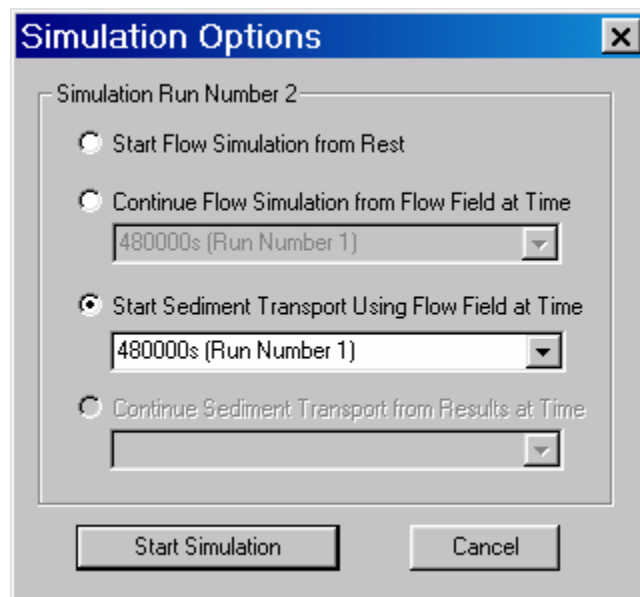 Simulation Options
Simulation Run Number 2
Start Flow Simulation from Rest
Continue Flow Simulation from Flow Field at Time
480000s (Run Number 1)
Start Sediment Transport Using Flow Field at Time
480000s (Run Number 1)
Continue Sediment Transport from Results at Time
Start Simulation
Cancel